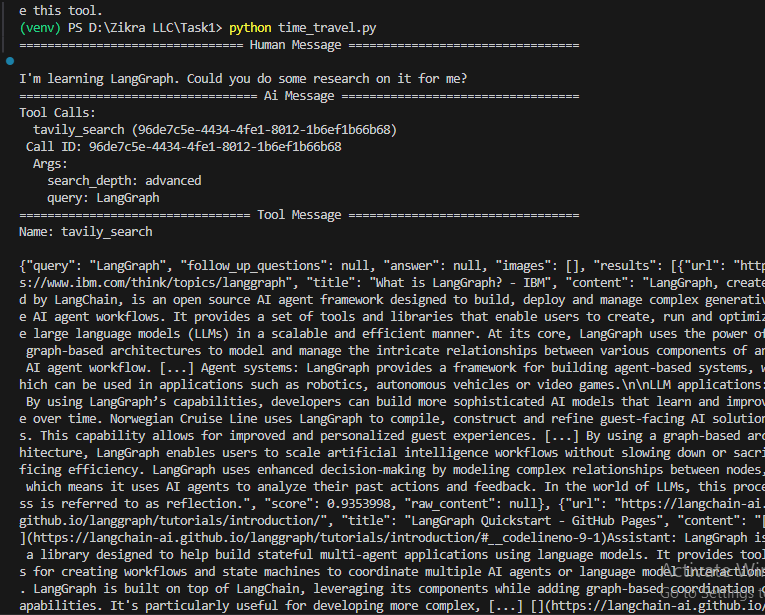 e this tool.
(venv) PS D:\Zikra LLC\Task1> python time_travel.py
================================ Human Message =================================
I'm learning LangGraph. Could you do some research on it for me?
================================== Ai Message ==================================
Tool Calls:
tavily_search (96de7c5e-4434-4fe1-8012-1b6ef1b66b68)
Call ID: 96de7c5e-4434-4fe1-8012-1b6ef1b66b68
Args:
search_depth: advanced
query: LangGraph
================================= Tool Message =================================
Name: tavily_search
{"query": "LangGraph", "follow_up_questions": null, "answer": null, "images": [], "results": [{"url": "http
s://www.ibm.com/think/topics/langgraph", "title": "What is LangGraph? - IBM", "content": "LangGraph, create
d by LangChain, is an open source AI agent framework designed to build, deploy and manage complex generativ
e AI agent workflows. It provides a set of tools and libraries that enable users to create, run and optimiz
e large language models (LLMs) in a scalable and efficient manner. At its core, LangGraph uses the power of
graph-based architectures to model and manage the intricate relationships between various components of an
AI agent workflow. [...] Agent systems: LangGraph provides a framework for building agent-based systems, w
hich can be used in applications such as robotics, autonomous vehicles or video games.\n\nLLM applications:
By using LangGraph's capabilities, developers can build more sophisticated AI models that learn and improv
e over time. Norwegian Cruise Line uses LangGraph to compile, construct and refine guest-facing AI solution
s. This capability allows for improved and personalized guest experiences. [...] By using a graph-based arc
hitecture, LangGraph enables users to scale artificial intelligence workflows without slowing down or sacri
ficing efficiency. LangGraph uses enhanced decision-making by modeling complex relationships between nodes,
which means it uses AI agents to analyze their past actions and feedback. In the world of LLMs, this proce
ss is referred to as reflection.", "score": 0.9353998, "raw_content": null}, {"url": "https://langchain-ai.
github.io/langgraph/tutorials/introduction/", "title": "LangGraph Quickstart - GitHub Pages", "content": "[
](https://langchain-ai.github.io/langgraph/tutorials/introduction/#__codelineno-9-1)Assistant: LangGraph is
a library designed to help build stateful multi-agent applications using language models. It provides tool
s for creating workflows and state machines to coordinate multiple AI agents or language model interactions
. LangGraph is built on top of LangChain, leveraging its components while adding graph-based coordination c
apabilities. It's particularly useful for developing more complex, [...] [](https://langchain-ai.github.io/
Activate Win
Go to Settings t